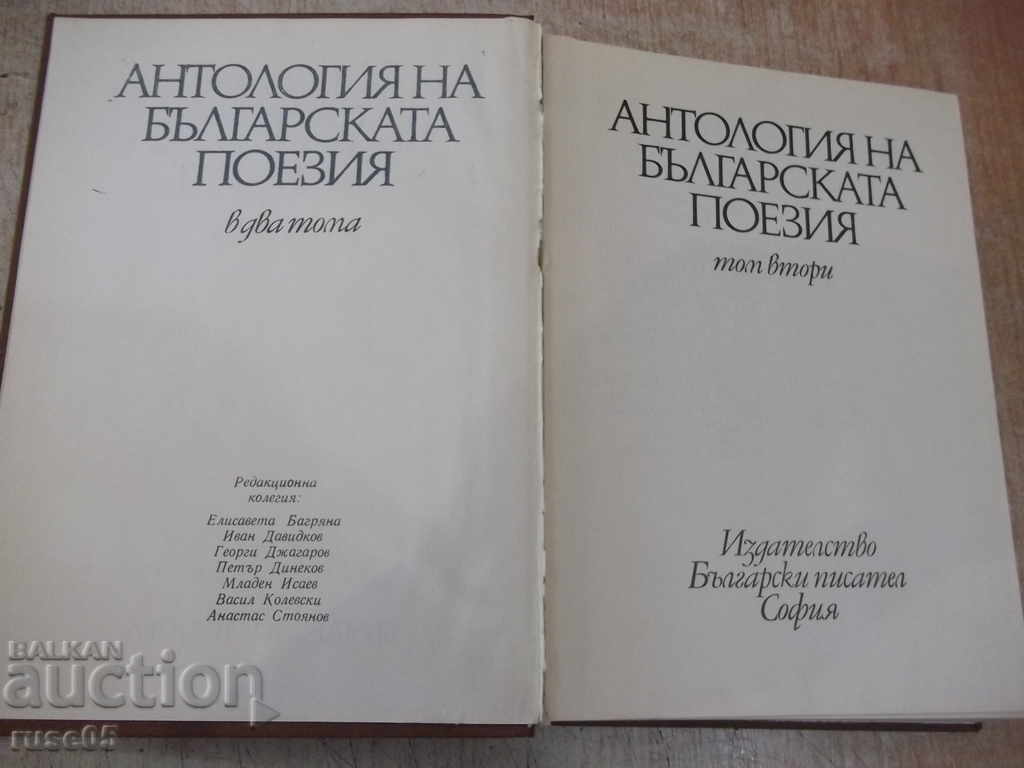 АНТОЛОГИЯ НА
БЪЛГАРСКАТА
ПОЕЗИЯ
в два тома
Редакционна
колегия:
Елисавета Багряна
Иван Давидков
Георги Джагаров
Петър Динеков
Младен Исаев
Васил Колевски
Анастас Стоянов
АНТОЛОГИЯ НА
БЪЛГАРСКАТА
ПОЕЗИЯ
том втори
Издателство
Български писател
София
BALKAN
auction
ruse05